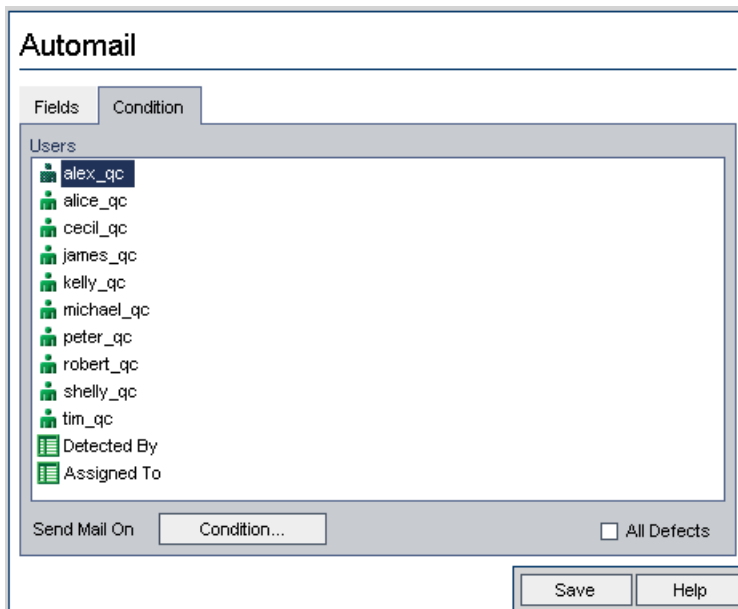 Automail
Fields Condition
Users
alex_qc
alice_qc
cecil_qc
james_qc
kelly_qc
michael_qc
peter_qc
robert_qc
shelly_qc
tim_qc
Detected By
Assigned To
Send Mail On Condition... All Defects
Save Help